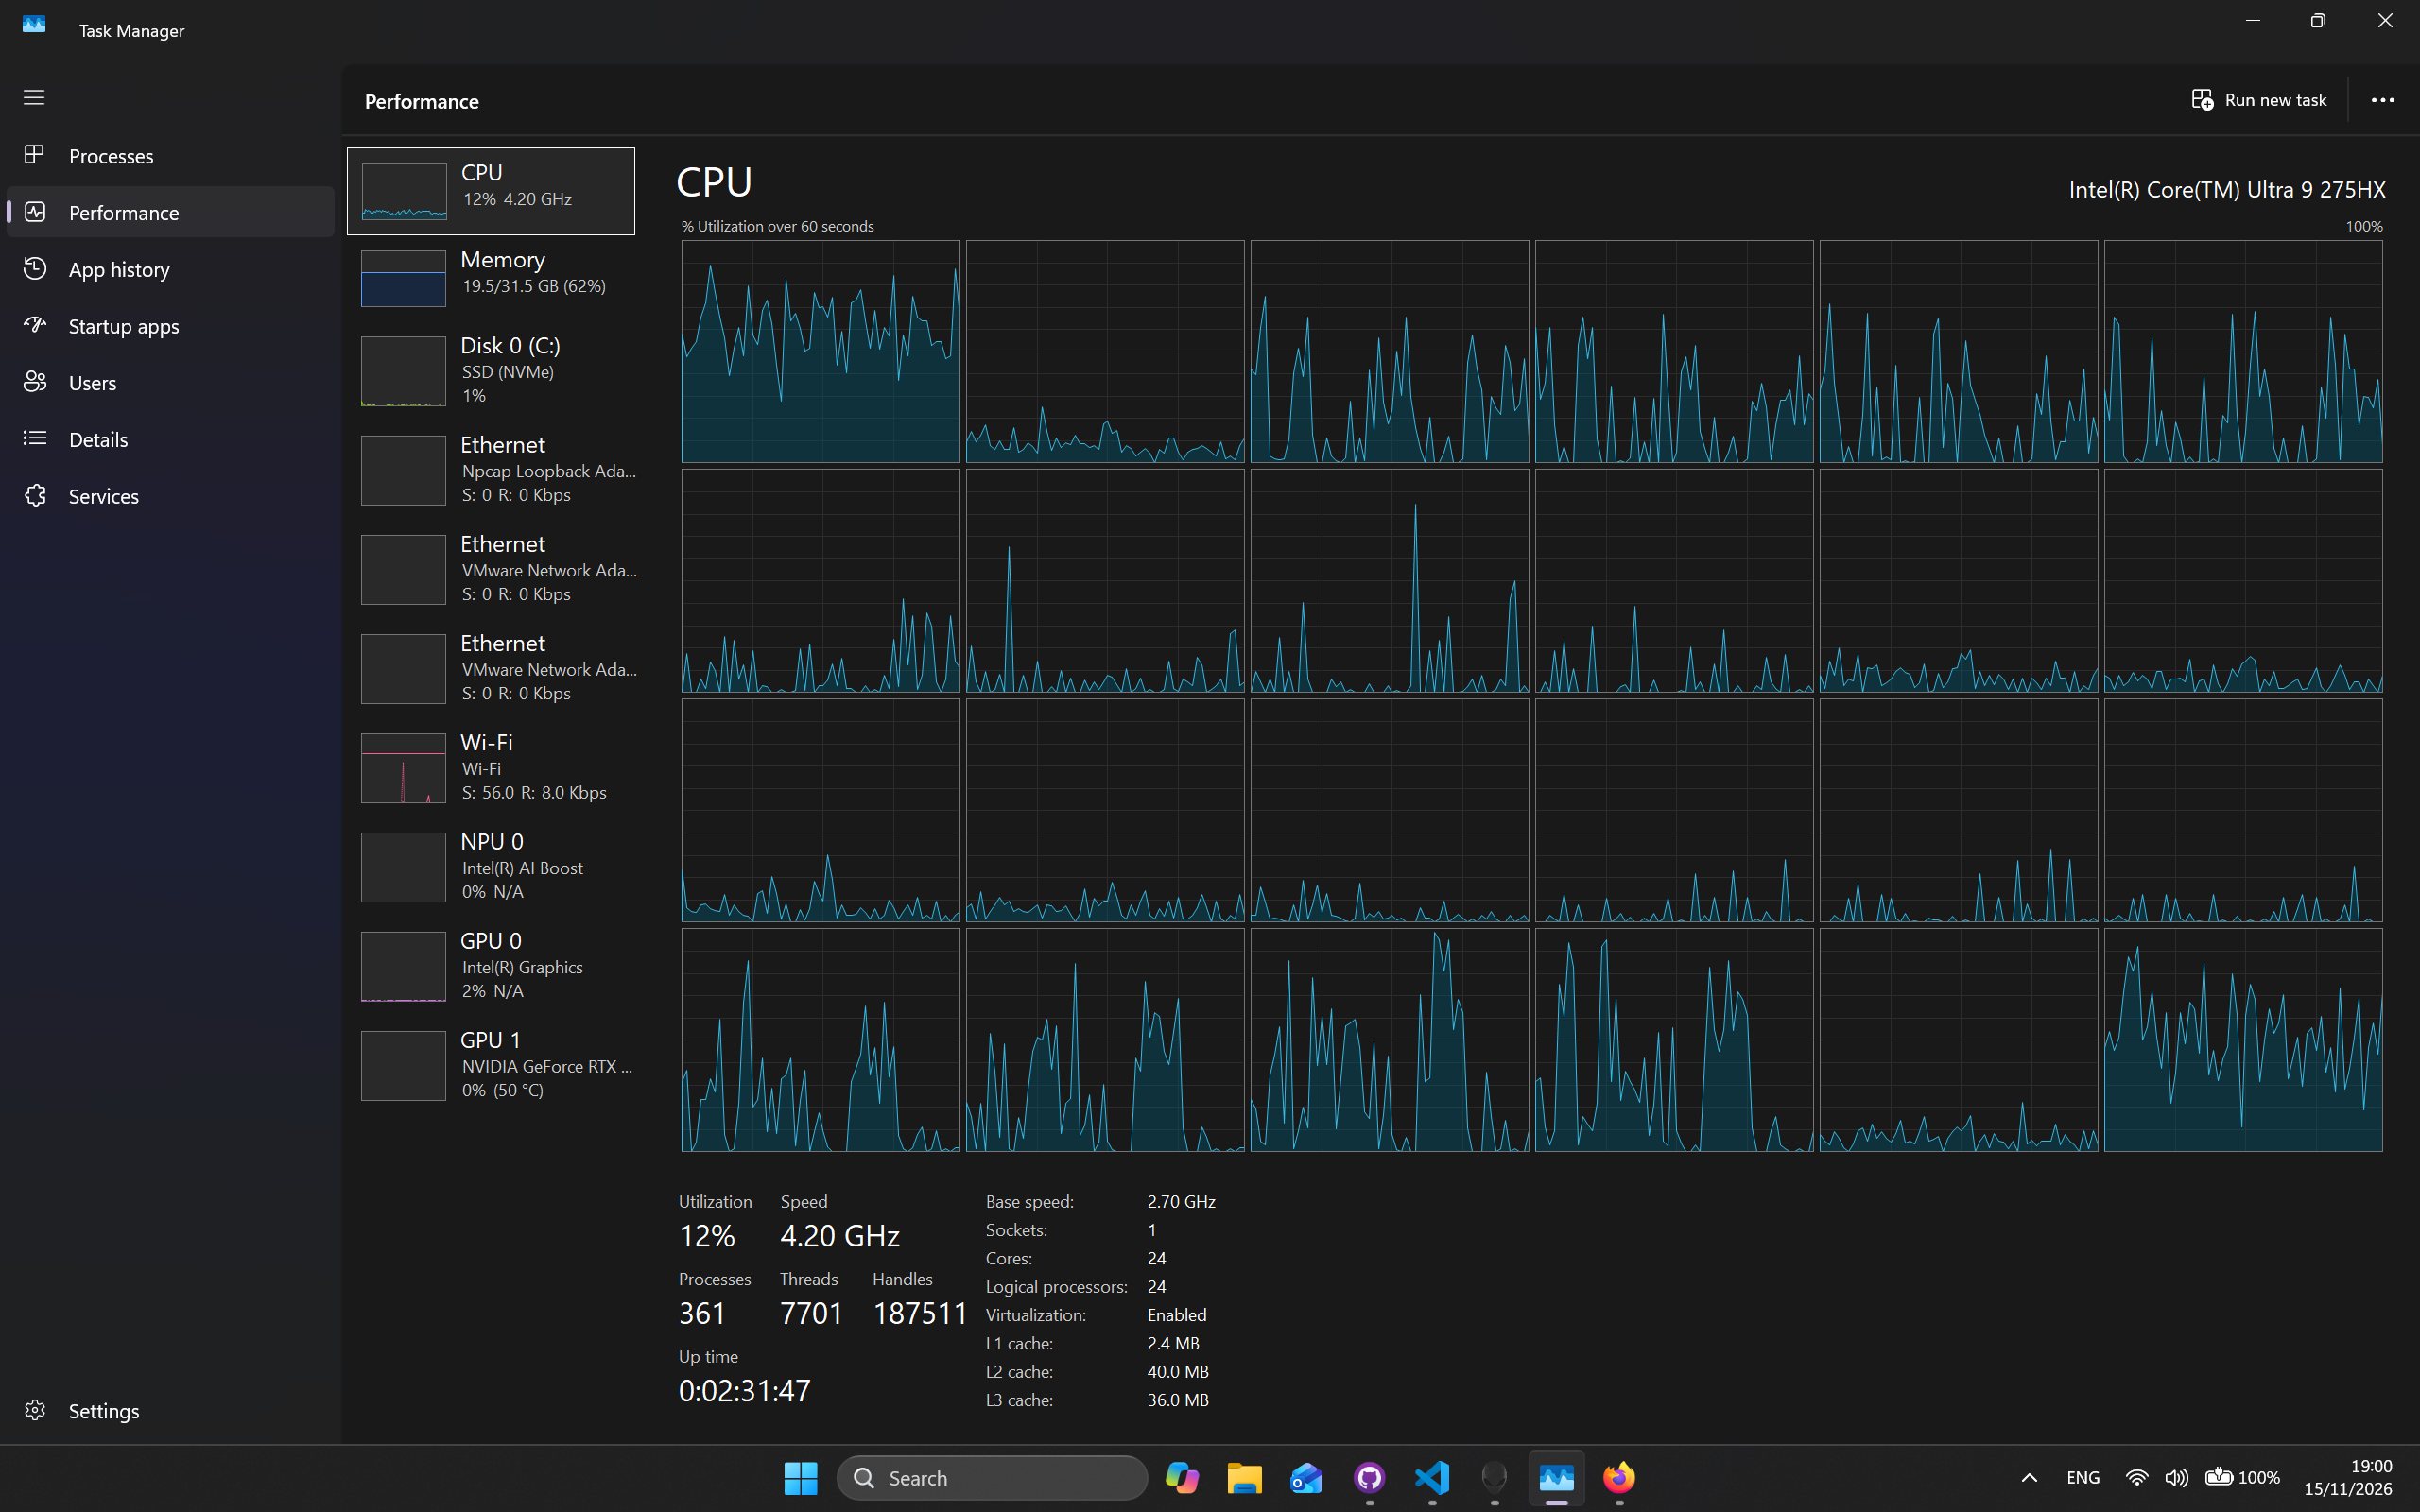 Task Manager
Performance
Run new task
Processes
Performance
App history
Startup apps
Users
Details
Services
Settings
CPU
12% 4.20 GHz
Memory
19.5/31.5 GB (62%)
Disk 0 (C:)
SSD (NVMe)
1%
Ethernet
Npcap Loopback Ada...
S: 0 R: 0 Kbps
Ethernet
VMware Network Ada...
S: 0 R: 0 Kbps
Ethernet
VMware Network Ada...
S: 0 R: 0 Kbps
Wi-Fi
Wi-Fi
S: 56.0 R: 8.0 Kbps
NPU 0
Intel(R) AI Boost
0% N/A
GPU 0
Intel(R) Graphics
2% N/A
GPU 1
NVIDIA GeForce RTX ...
0% (50 °C)
CPU
Intel(R) Core(TM) Ultra 9 275HX
% Utilization over 60 seconds
100%
Utilization Speed
12% 4.20 GHz
Processes Threads Handles
361 7701 187511
Up time
0:02:31:47
Base speed: 2.70 GHz
Sockets: 1
Cores: 24
Logical processors: 24
Virtualization: Enabled
L1 cache: 2.4 MB
L2 cache: 40.0 MB
L3 cache: 36.0 MB
Search
ENG
100%
19:00
15/11/2026